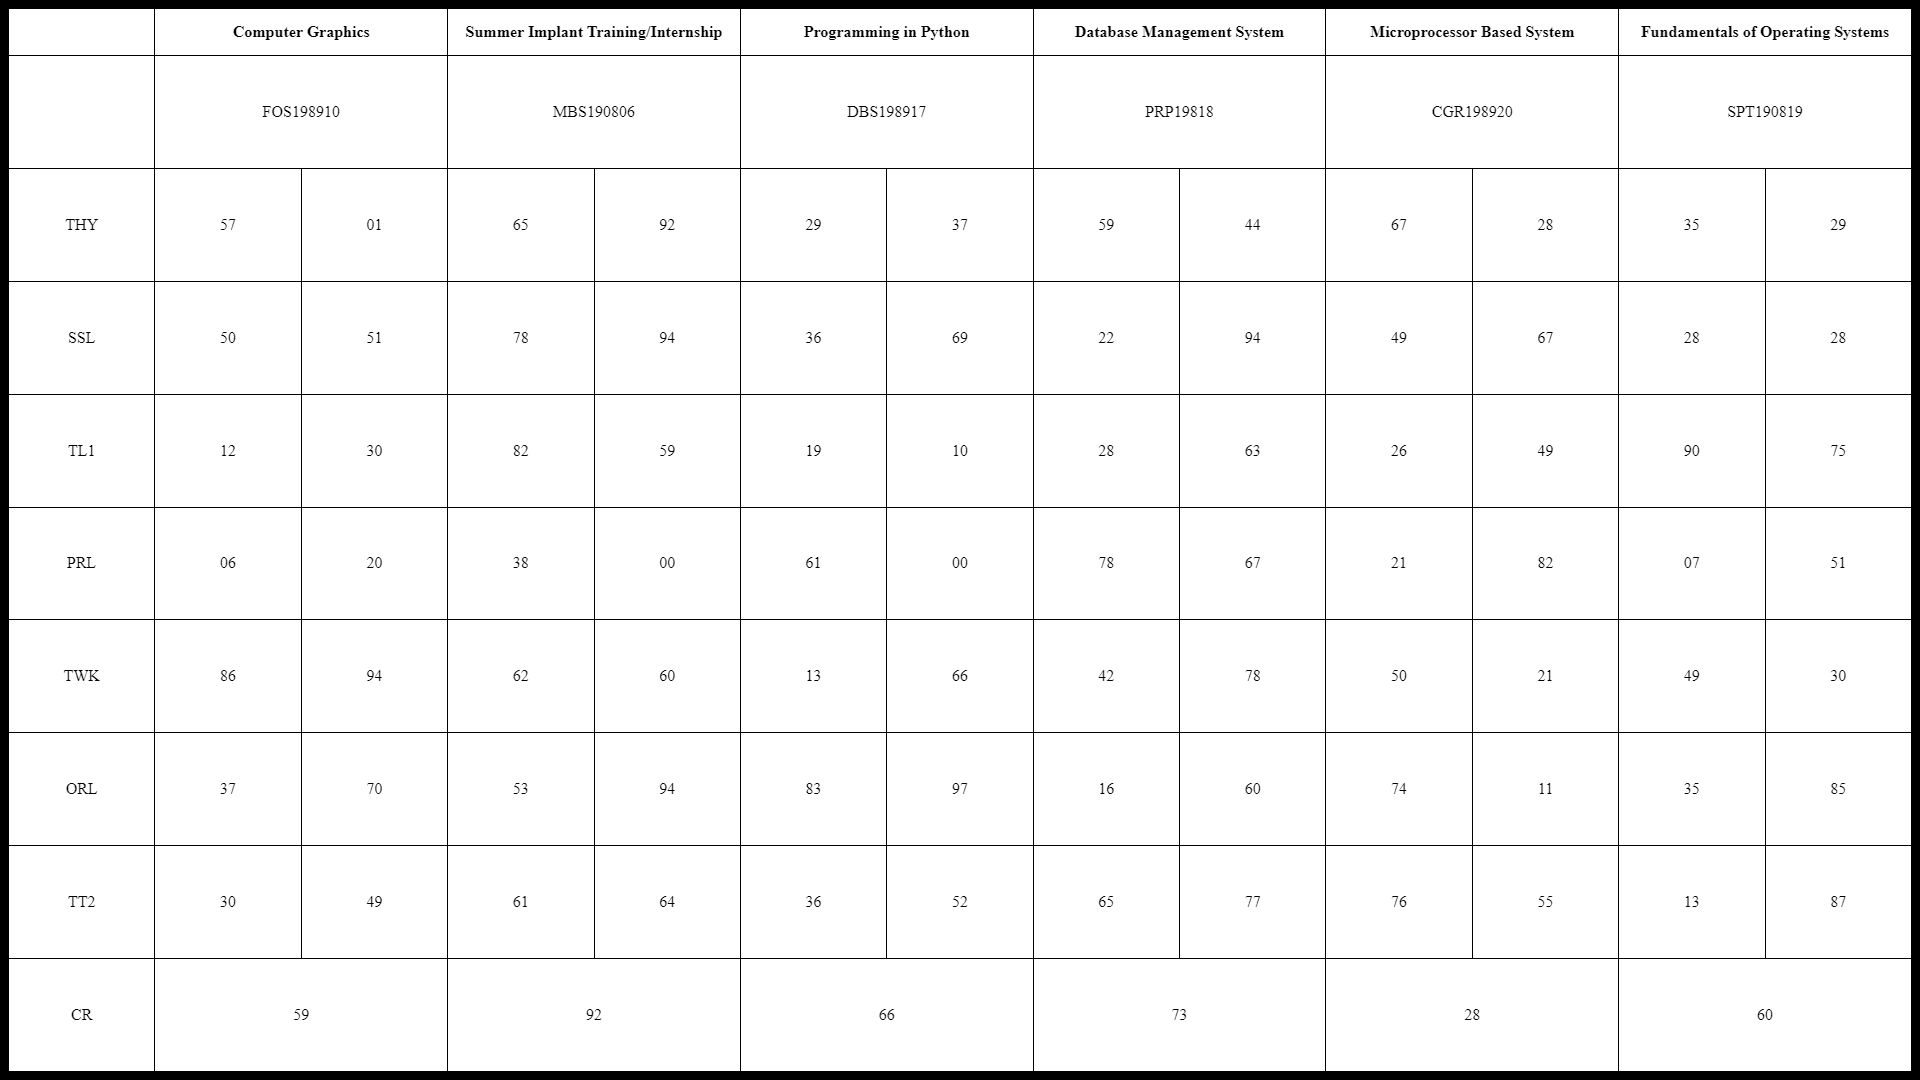 Computer Graphics Summer Implant Training/Internship Programming in Python Database Management System Microprocessor Based System Fundamentals of Operating Systems
FOS198910 MBS190806 DBS198917 PRP19818 CGR198920 SPT190819
THY 57 01 65 92 29 37 59 44 67 28 35 29
SSL 50 51 78 94 36 69 22 94 49 67 28 28
TL1 12 30 82 59 19 10 28 63 26 49 90 75
PRL 06 20 38 00 61 00 78 67 21 82 07 51
TWK 86 94 62 60 13 66 42 78 50 21 49 30
ORL 37 70 53 94 83 97 16 60 74 11 35 85
TT2 30 49 61 64 36 52 65 77 76 55 13 87
CR 59 92 66 73 28 60